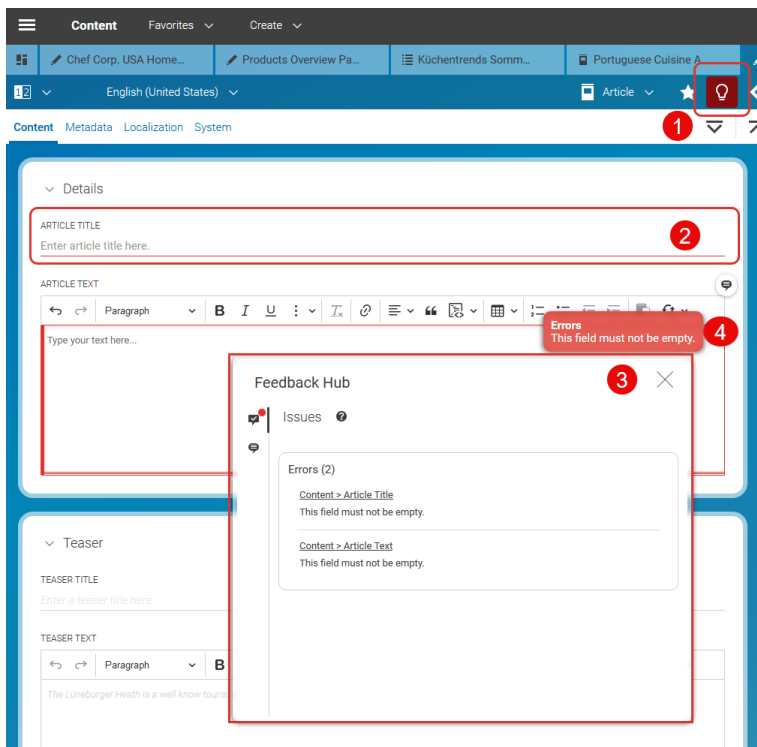 Content Favorites Create
Chef Corp. USA Home... Products Overview Pa... Küchentrends Somm... Portuguese Cuisine A
12 English (United States) Article
Content Metadata Localization System
1
Details
ARTICLE TITLE
Enter article title here.
2
ARTICLE TEXT
Paragraph B I U
Errors
This field must not be empty.
4
Type your text here...
Feedback Hub
3
Issues
Errors (2)
Content > Article Title
This field must not be empty.
Content > Article Text
This field must not be empty.
Teaser
TEASER TITLE
Enter a teaser title here.
TEASER TEXT
Paragraph B
The Lüneburger Heath is a well know